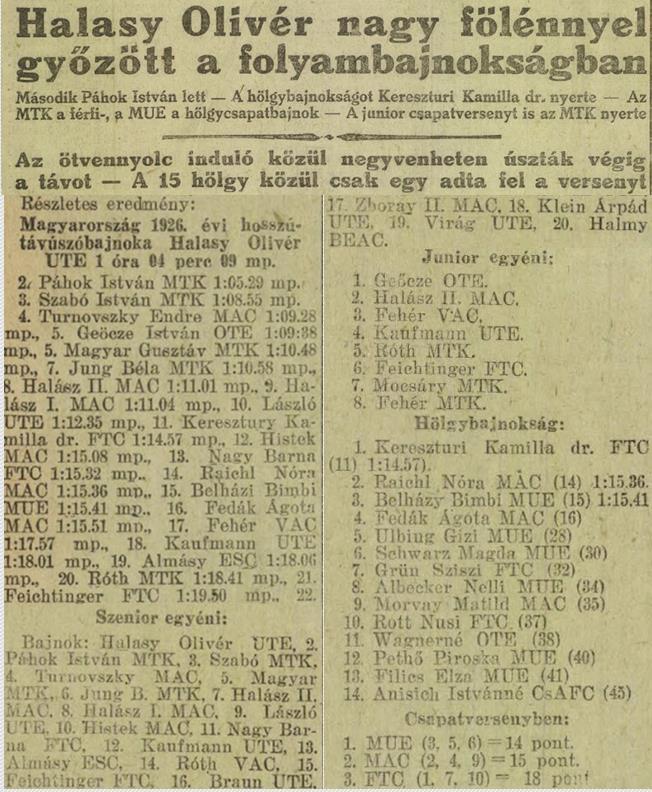 Halasy Olivér nagy fölénnyel
győzött a folyambajnokságban
Második Páhok István lett — A hölgybajnokságot Kereszturi Kamilla dr. nyerte — Az
MTK a férfi-, a MUE a hölgycsapatbajnok — A junior csapatversenyt is az MTK nyerte
Az ötvennyolc induló közül negyvenheten úszták végig
a távot — A 15 hölgy közül csak egy adta fel a versenyt
Részletes eredmény:
Magyarország 1926. évi hosszú-
távúszóbajnoka Halasy Olivér
UTE 1 óra 04 perc 09 mp.
2. Páhok István MTK 1:05.29 mp.
3. Szabó István MTK 1:08.55 mp.
4. Turnovszky Endre MAC 1:09.28
mp., 5. Geöcze István OTE 1:09:38
mp., 5. Magyar Gusztáv MTK 1:10.48
mp., 7. Jung Béla MTK 1:10.58 mp.,
8. Halász II. MAC 1:11.01 mp., 9. Ha-
lász I. MAC 1:11.04 mp., 10. László
UTE 1:12.35 mp., 11. Keresztury Ka-
milla dr. FTC 1:14.57 mp., 12. Histek
MAC 1:15.08 mp., 13. Nagy Barna
FTC 1:15.32 mp., 14. Raichl Nóra
MAC 1:15.36 mp., 15. Belházi Bimbi
MUE 1:15.41 mp., 16. Fedák Ágota
MAC 1:15.51 mp., 17. Fehér VAC
1:17.57 mp., 18. Kaufmann UTE
1:18.01 mp., 19. Almásy ESC 1:18.06
mp., 20. Róth MTK 1:18.41 mp., 21.
Feichtinger FTC 1:19.50 mp., 22.
Szenior egyéni:
Bajnok: Halasy Olivér UTE, 2.
Páhok István MTK, 3. Szabó MTK,
4. Turnovszky MAC, 5. Magyar
MTK, 6. Jung B. MTK, 7. Halász II.
MAC, 8. Halász I. MAC, 9. László
UTE, 10. Histek MAC, 11. Nagy Bar-
na FTC, 12. Kaufmann UTE, 13.
Almásy ESC, 14. Róth VAC, 15.
Feichtinger FTC, 16. Braun UTE,
17. Zboray II. MAC, 18. Klein Árpád
UTE, 19. Virág UTE, 20. Halmy
BEAC.
Junior egyéni:
1. Geöcze OTE.
2. Halász II. MAC.
3. Fehér VAC.
4. Kaufmann UTE.
5. Róth MTK.
6. Feichtinger FTC.
7. Mocsáry MTK.
8. Fehér MTK.
Hölgybajnokság:
1. Kereszturi Kamilla dr. FTC
(11) 1:14.57).
2. Raichl Nóra MAC (14) 1:15.36.
3. Belházy Bimbi MUE (15) 1:15.41
4. Fedák Ágota MAC (16)
5. Ulbing Gizi MUE (28)
6. Schwarz Magda MUE (30)
7. Grün Sziszi FTC (32)
8. Albecker Nelli MUE (34)
9. Morvay Matild MAC (35)
10. Rott Nusi FTC (37)
11. Wagnerné OTE (38)
12. Pethő Piroska MUE (40)
13. Filics Elza MUE (41)
14. Anisich Istvánné CsAFC (45)
Csapatversenyben:
1. MUE (3, 5, 6) = 14 pont.
2. MAC (2, 4, 9) = 15 pont.
3. FTC (1, 7, 10) = 18 pont